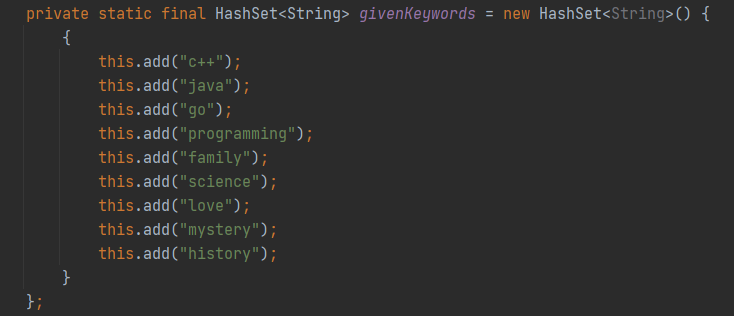 private static final HashSet<String> givenKeywords = new HashSet<String>() {
{
this.add("c++");
this.add("java");
this.add("go");
this.add("programming");
this.add("family");
this.add("science");
this.add("love");
this.add("mystery");
this.add("history");
}
};